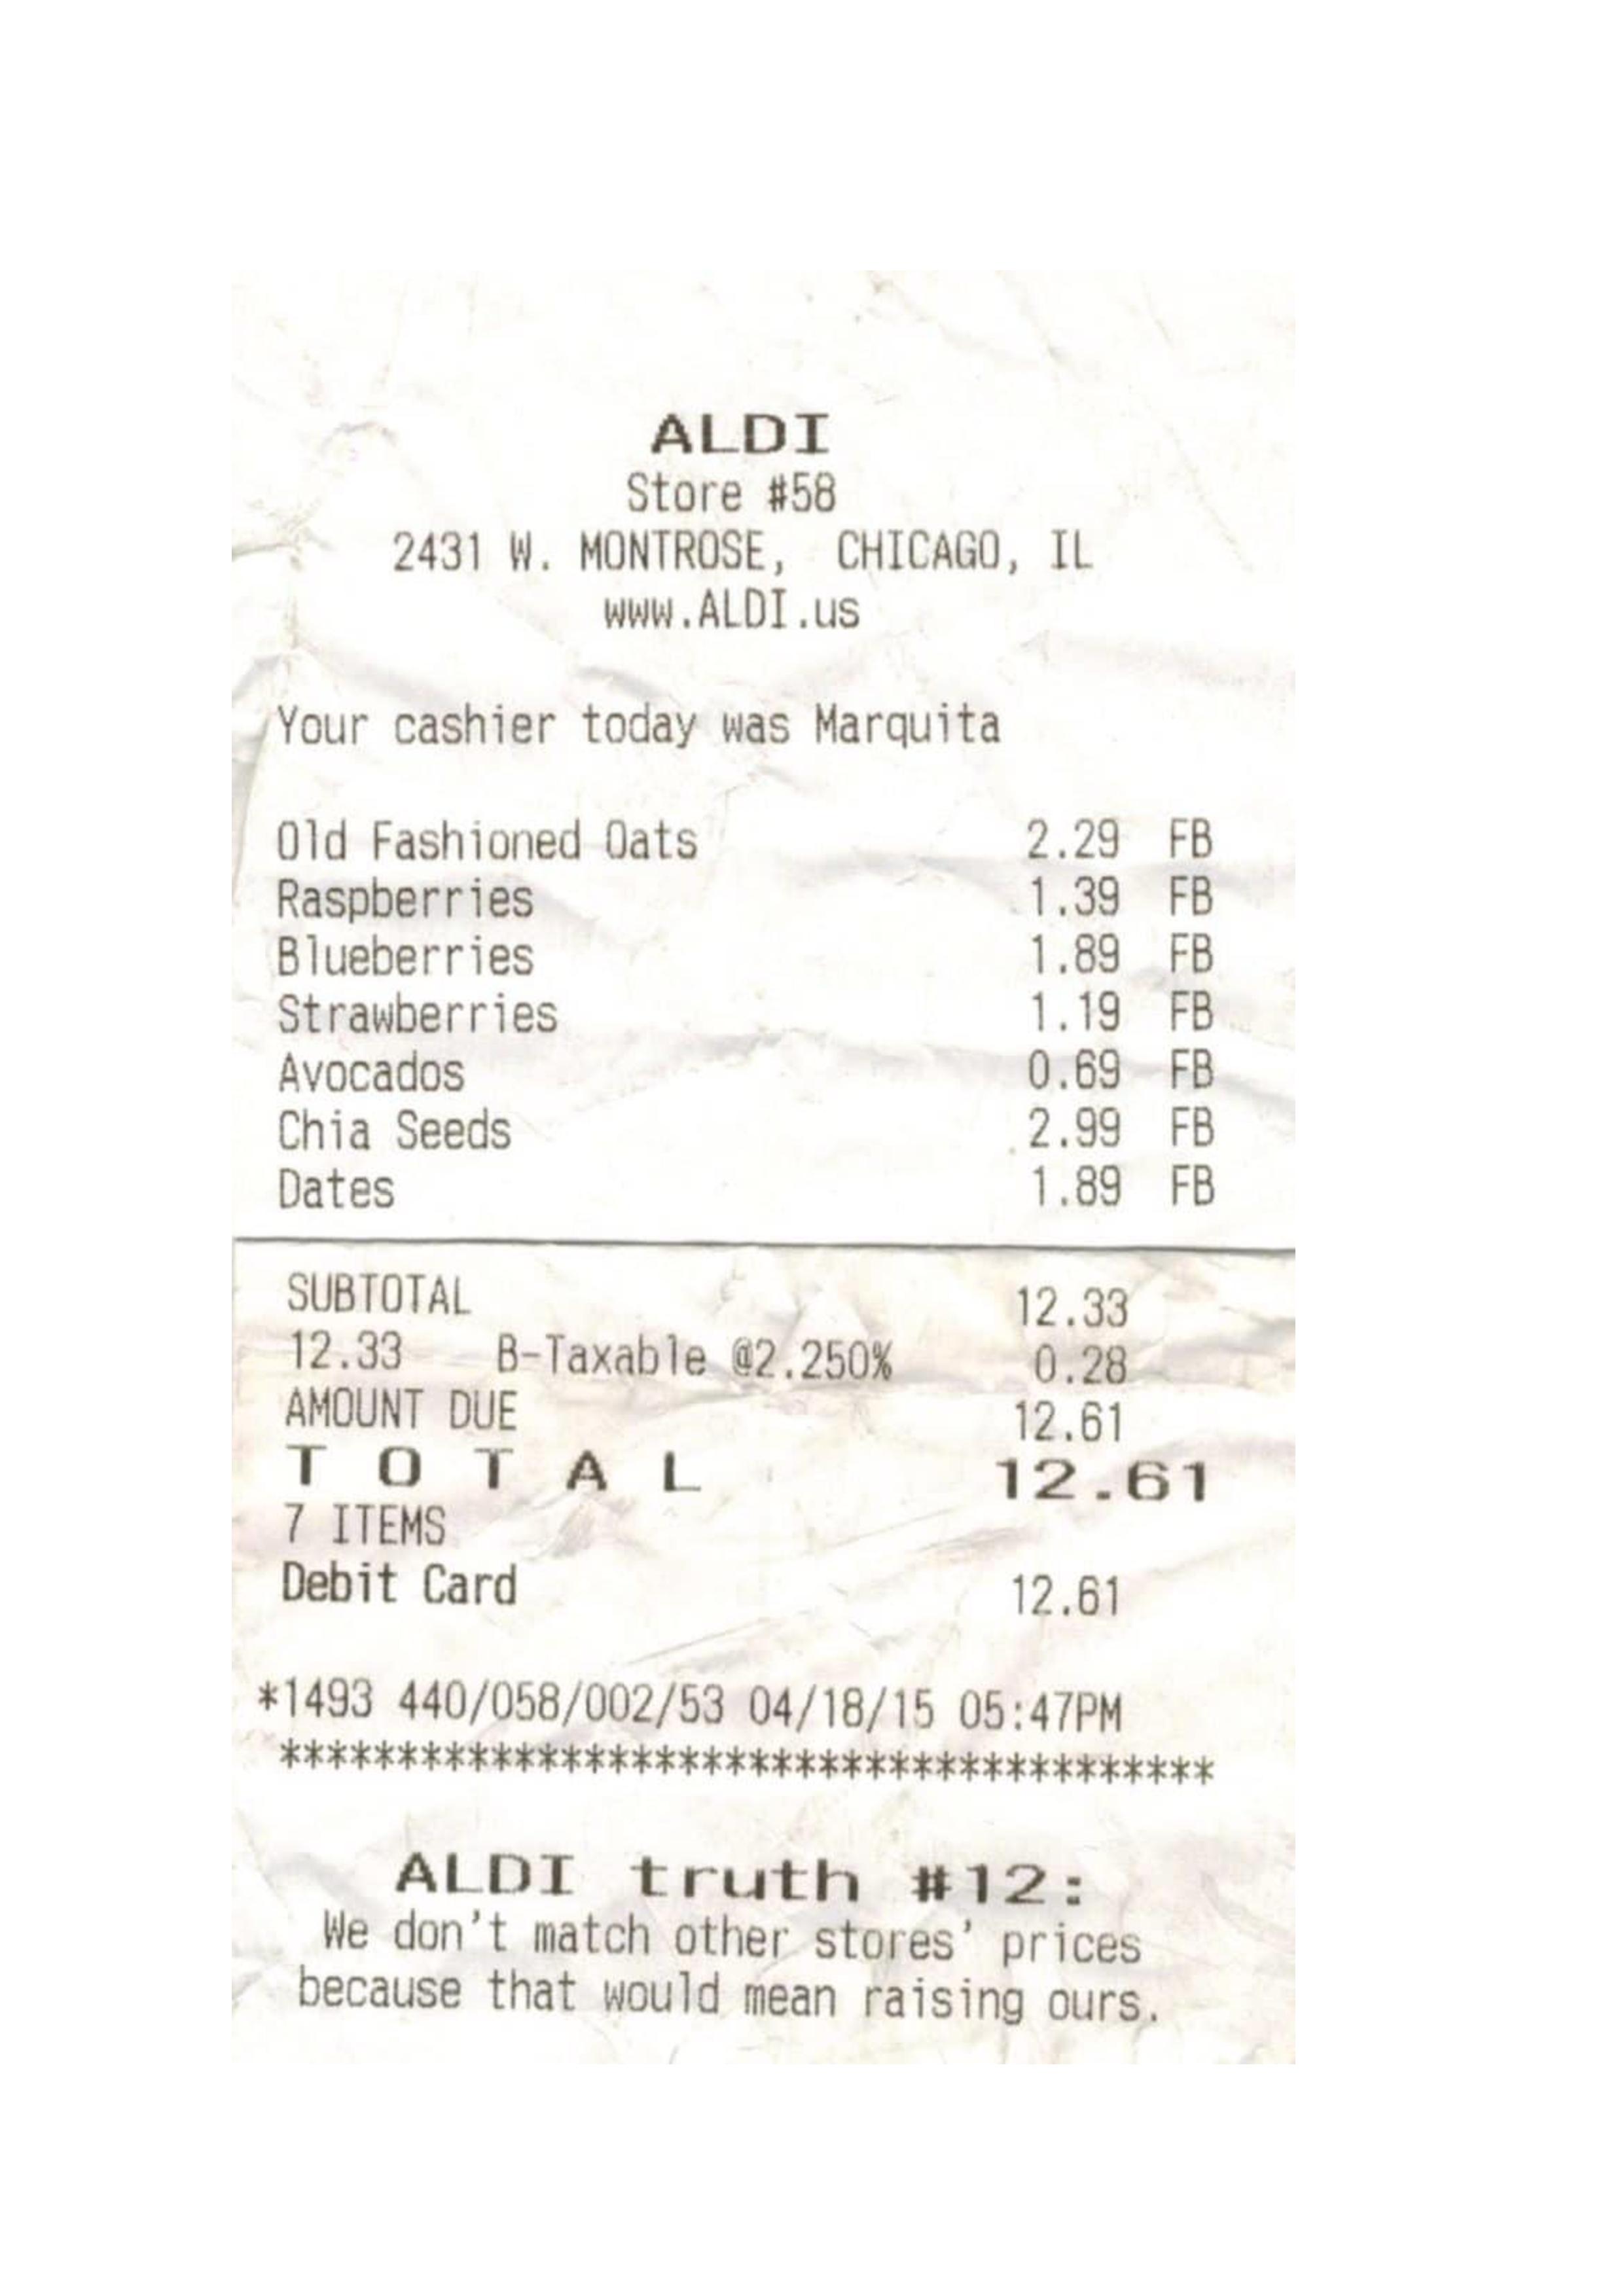 ALDI
Store #58
2431 W. MONTROSE, CHICAGO, IL
www.ALDI.us
Your cashier today was Marquita
Old Fashioned Oats 2.29 FB
Raspberries 1.39 FB
Blueberries 1.89 FB
Strawberries 1.19 FB
Avocados 0.69 FB
Chia Seeds 2.99 FB
Dates 1.89 FB
SUBTOTAL 12.33
12.33 B-Taxable @2.250% 0.28
AMOUNT DUE 12.61
T O T A L 12.61
7 ITEMS
Debit Card 12.61
*1493 440/058/002/53 04/18/15 05:47PM
****************************************
ALDI truth #12:
We don't match other stores' prices
because that would mean raising ours.